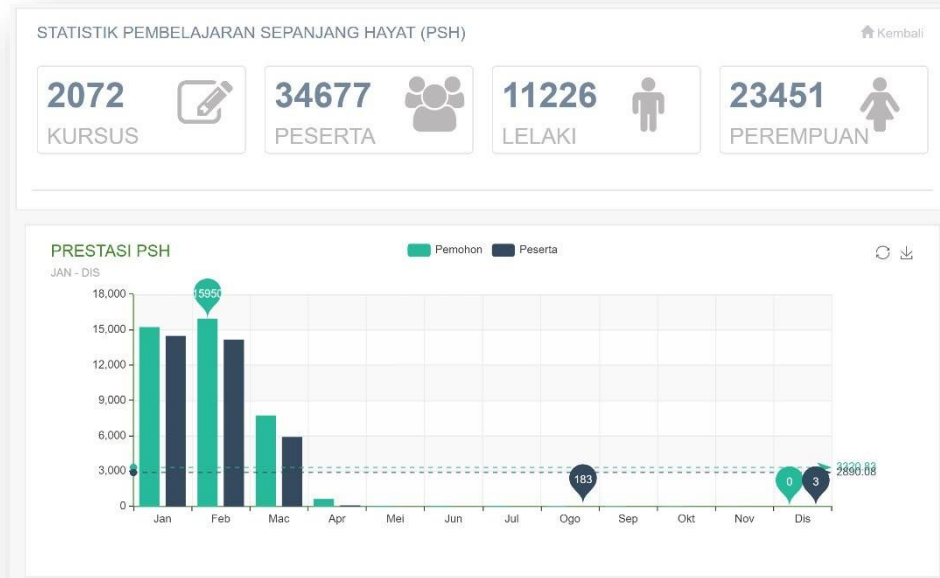 STATISTIK PEMBELAJARAN SEPANJANG HAYAT (PSH)
Kembali
2072
KURSUS
34677
PESERTA
11226
LELAKI
23451
PEREMPUAN
PRESTASI PSH
JAN - DIS
Pemohon Peserta
18,000
15950
15,000
12,000
9,000
6,000
3,000
2890.08
183
0 3
0
Jan Feb Mac Apr Mei Jun Jul Ogo Sep Okt Nov Dis